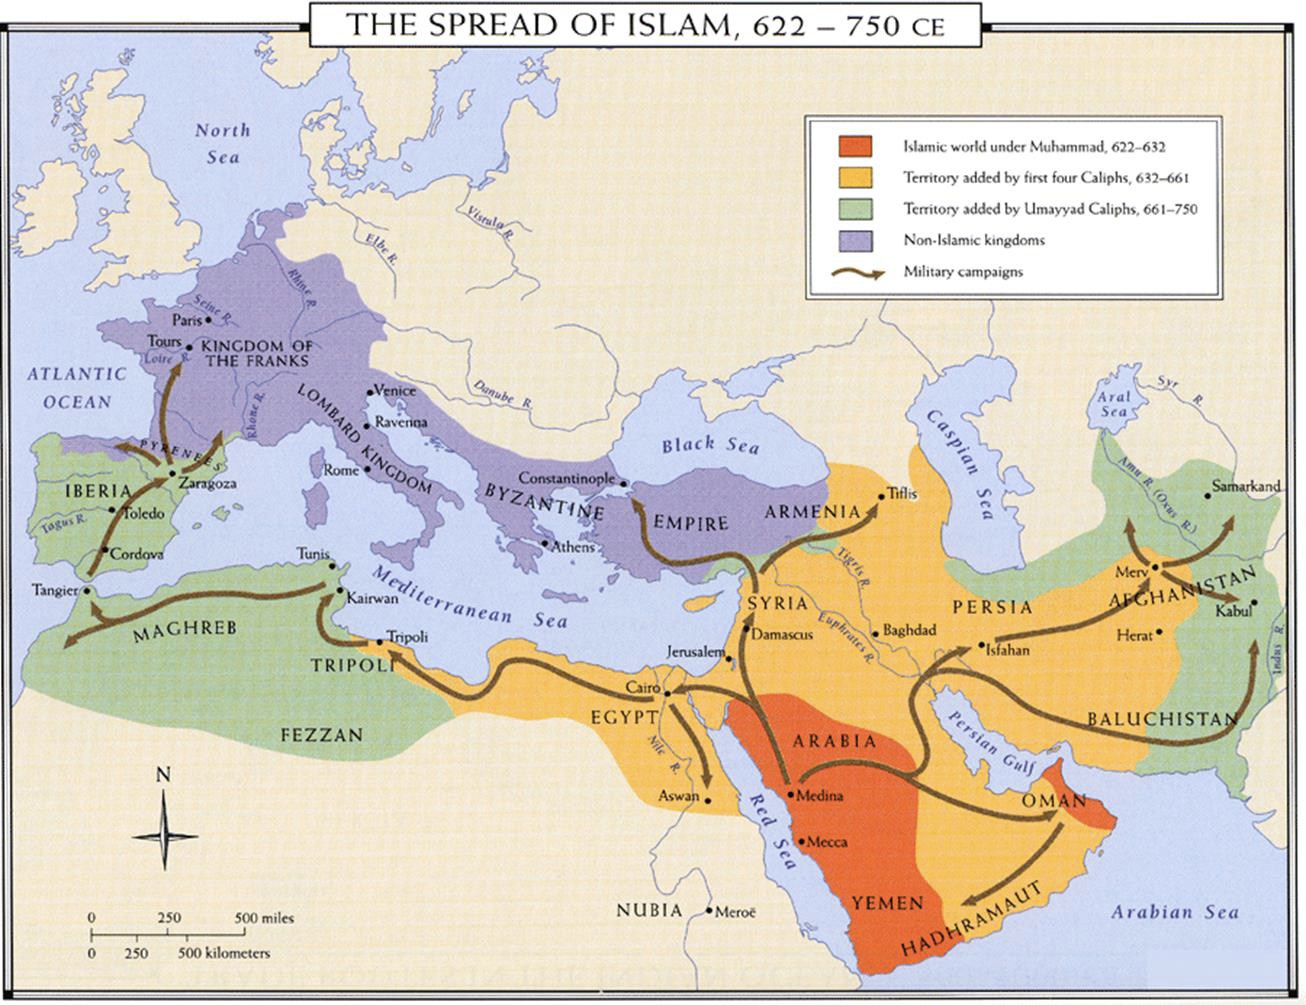 THE SPREAD OF ISLAM, 622 – 750 CE
Islamic world under Muhammad, 622–632
Territory added by first four Caliphs, 632–661
Territory added by Umayyad Caliphs, 661–750
Non-Islamic kingdoms
Military campaigns
North
Sea
Vistula R.
Elbe R.
Rhine R.
Seine R.
Paris
Tours
Loire R.
KINGDOM OF
THE FRANKS
ATLANTIC
OCEAN
Rhone R.
LOMBARD KINGDOM
Venice
Ravenna
Rome
Danube R.
Black Sea
Caspian Sea
Aral
Sea
Syr R.
Amu R. (Oxus R.)
Samarkand
PYRENEES
Zaragoza
IBERIA
Tagus R.
Toledo
Cordova
Constantinople
BYZANTINE
EMPIRE
Athens
ARMENIA
Tiflis
Tigris R.
Euphrates R.
Tangier
Tunis
Kairwan
Mediterranean Sea
MAGHREB
Tripoli
TRIPOLI
FEZZAN
SYRIA
Damascus
Jerusalem
Baghdad
PERSIA
Isfahan
Merv
AFGHANISTAN
Kabul
Herat
Indus R.
BALUCHISTAN
Cairo
EGYPT
Nile R.
Aswan
ARABIA
Medina
Mecca
Red Sea
Persian Gulf
OMAN
YEMEN
HADHRAMAUT
Arabian Sea
NUBIA
Meroë
N
0 250 500 miles
0 250 500 kilometers